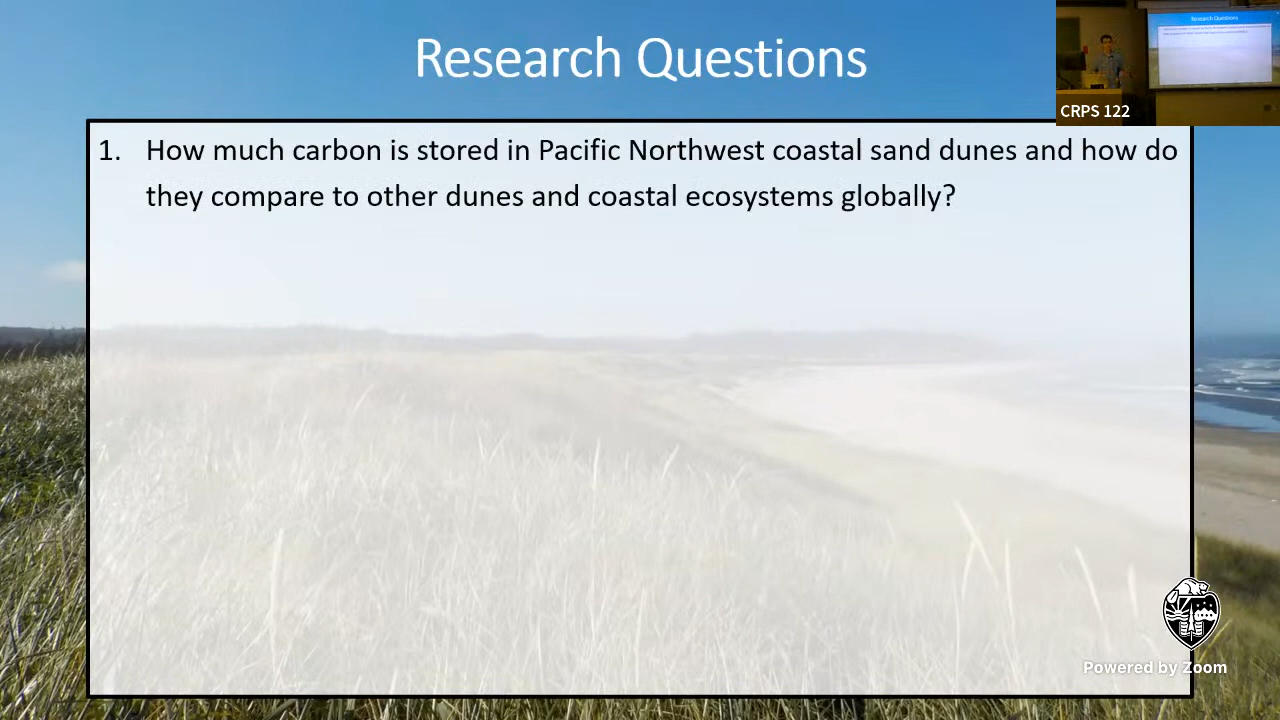 Research Questions
CRPS 122
1. How much carbon is stored in Pacific Northwest coastal sand dunes and how do
they compare to other dunes and coastal ecosystems globally?
Powered by Zoom